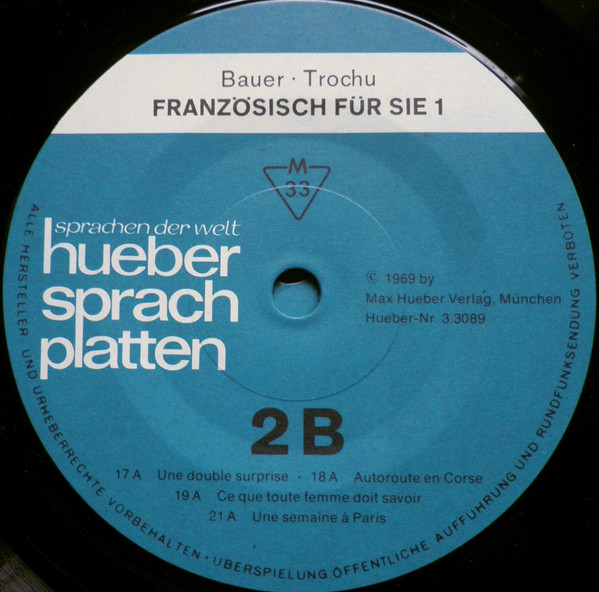 Bauer · Trochu
FRANZÖSISCH FÜR SIE 1
M
33
sprachen der welt
hueber
sprach
platten
© 1969 by
Max Hueber Verlag, München
Hueber-Nr. 3.3089
2 B
17 A Une double surprise - 18 A Autoroute en Corse
19 A Ce que toute femme doit savoir
21 A Une semaine à Paris
ALLE HERSTELLER UND URHEBERRECHTE VORBEHALTEN · UBERSPIELUNG ÖFFENTLICHE AUFFUHRUNG UND RUNDFUNKSENDUNG VERBOTEN